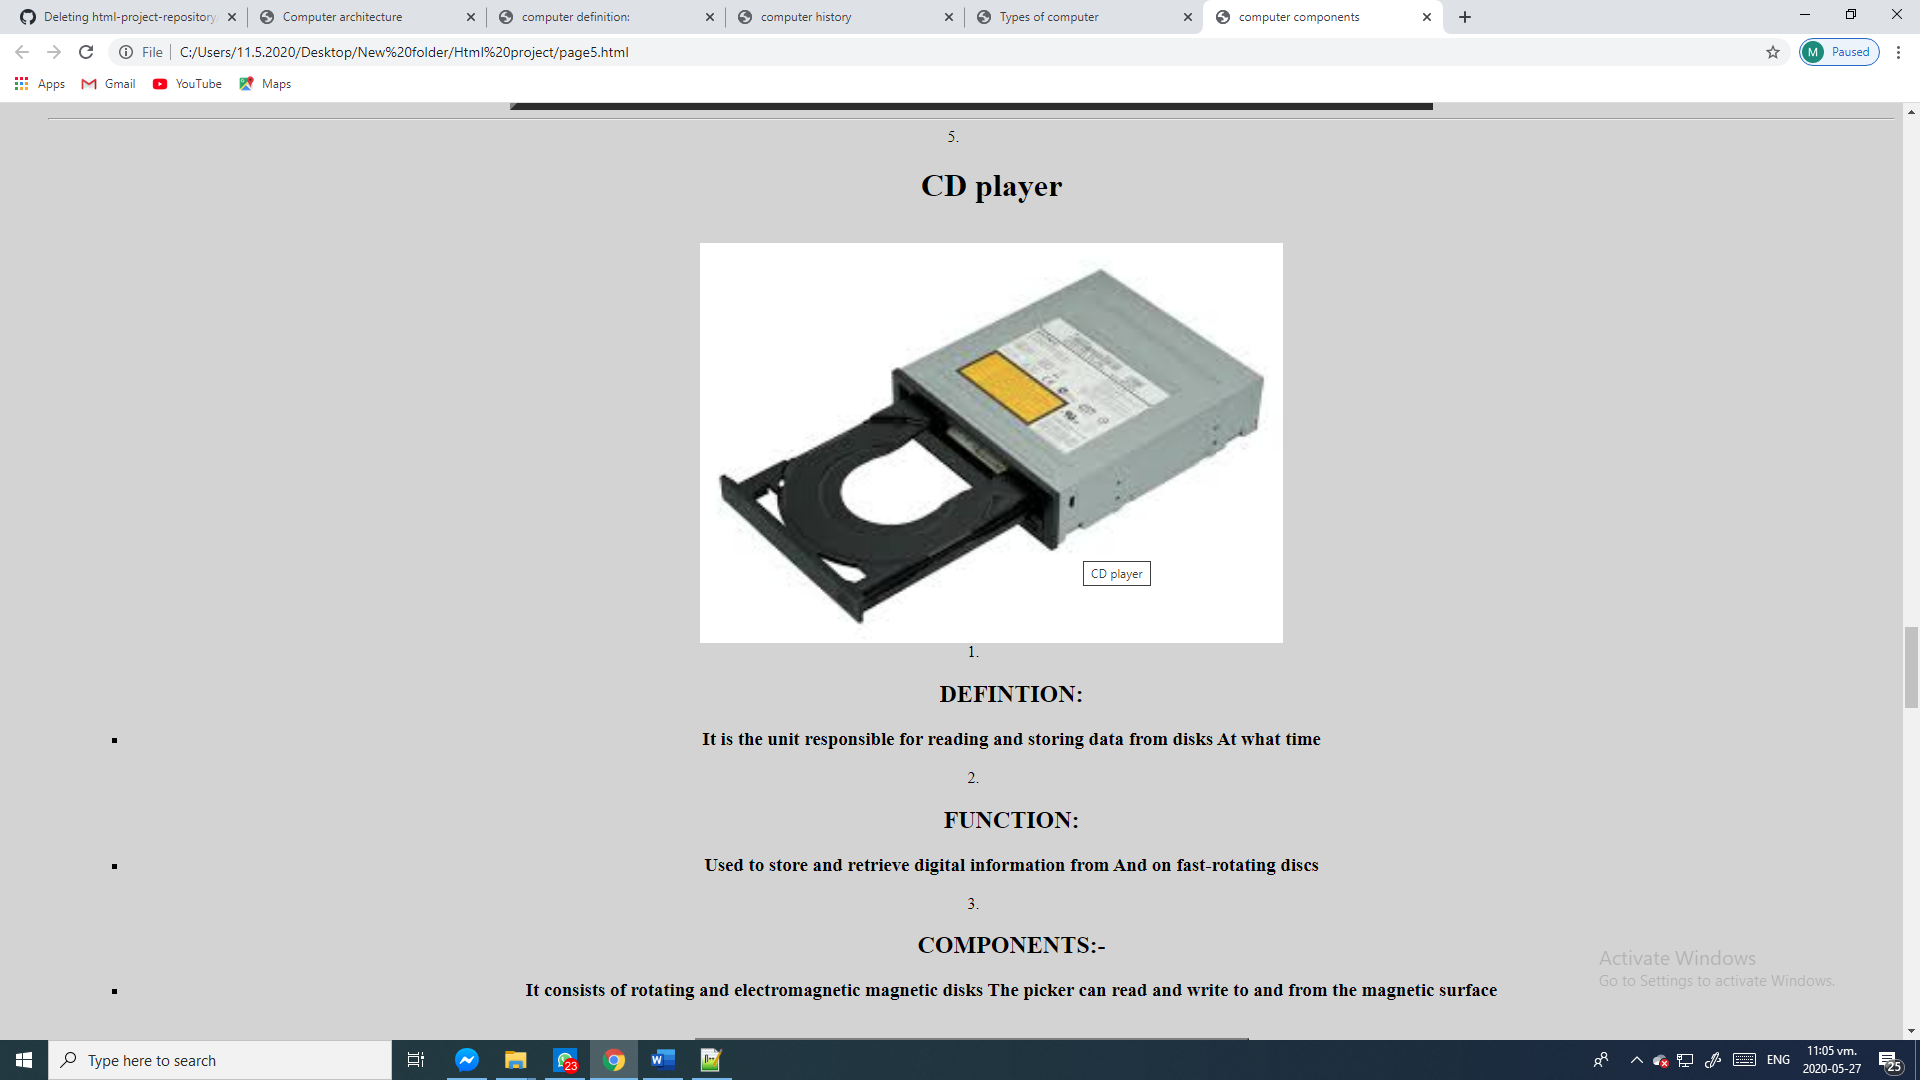 Deleting html-project-repository
Computer architecture
computer definition:
computer history
Types of computer
computer components
File
C:/Users/11.5.2020/Desktop/New%20folder/Html%20project/page5.html
M
Paused
Apps
Gmail
YouTube
Maps
5.
CD player
CD player
1.
DEFINTION:
It is the unit responsible for reading and storing data from disks At what time
2.
FUNCTION:
Used to store and retrieve digital information from And on fast-rotating discs
3.
COMPONENTS:-
It consists of rotating and electromagnetic magnetic disks The picker can read and write to and from the magnetic surface
Activate Windows
Go to Settings to activate Windows.
Type here to search
23
W
ENG
11:05 vm.
2020-05-27
25